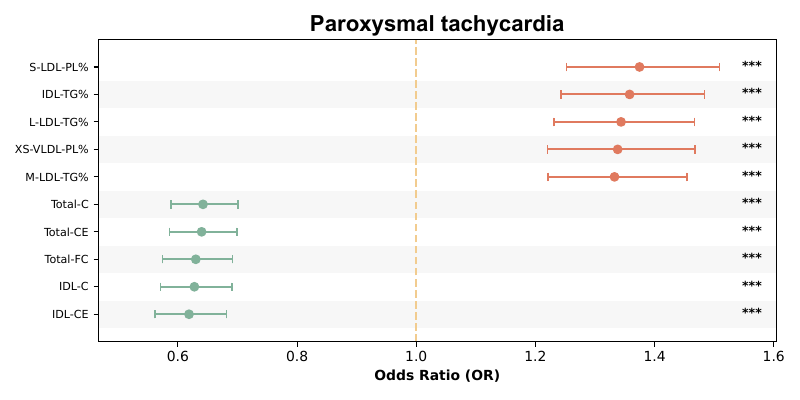 Paroxysmal tachycardia
S-LDL-PL% ***
IDL-TG% ***
L-LDL-TG% ***
XS-VLDL-PL% ***
M-LDL-TG% ***
Total-C ***
Total-CE ***
Total-FC ***
IDL-C ***
IDL-CE ***
0.6 0.8 1.0 1.2 1.4 1.6
Odds Ratio (OR)